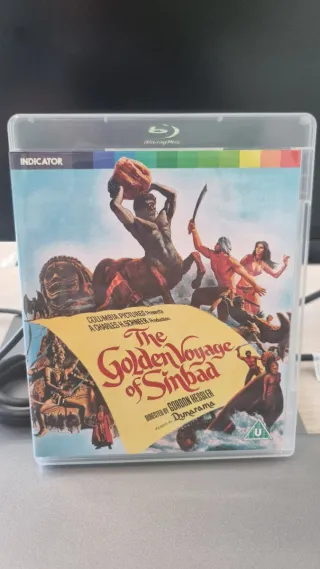 Blu-ray Disc
INDICATOR
COLUMBIA PICTURES Presents
A CHARLES H. SCHNEER Production
The
Golden Voyage
of Sinbad
DIRECTED BY GORDON HESSLER
Dynarama
U